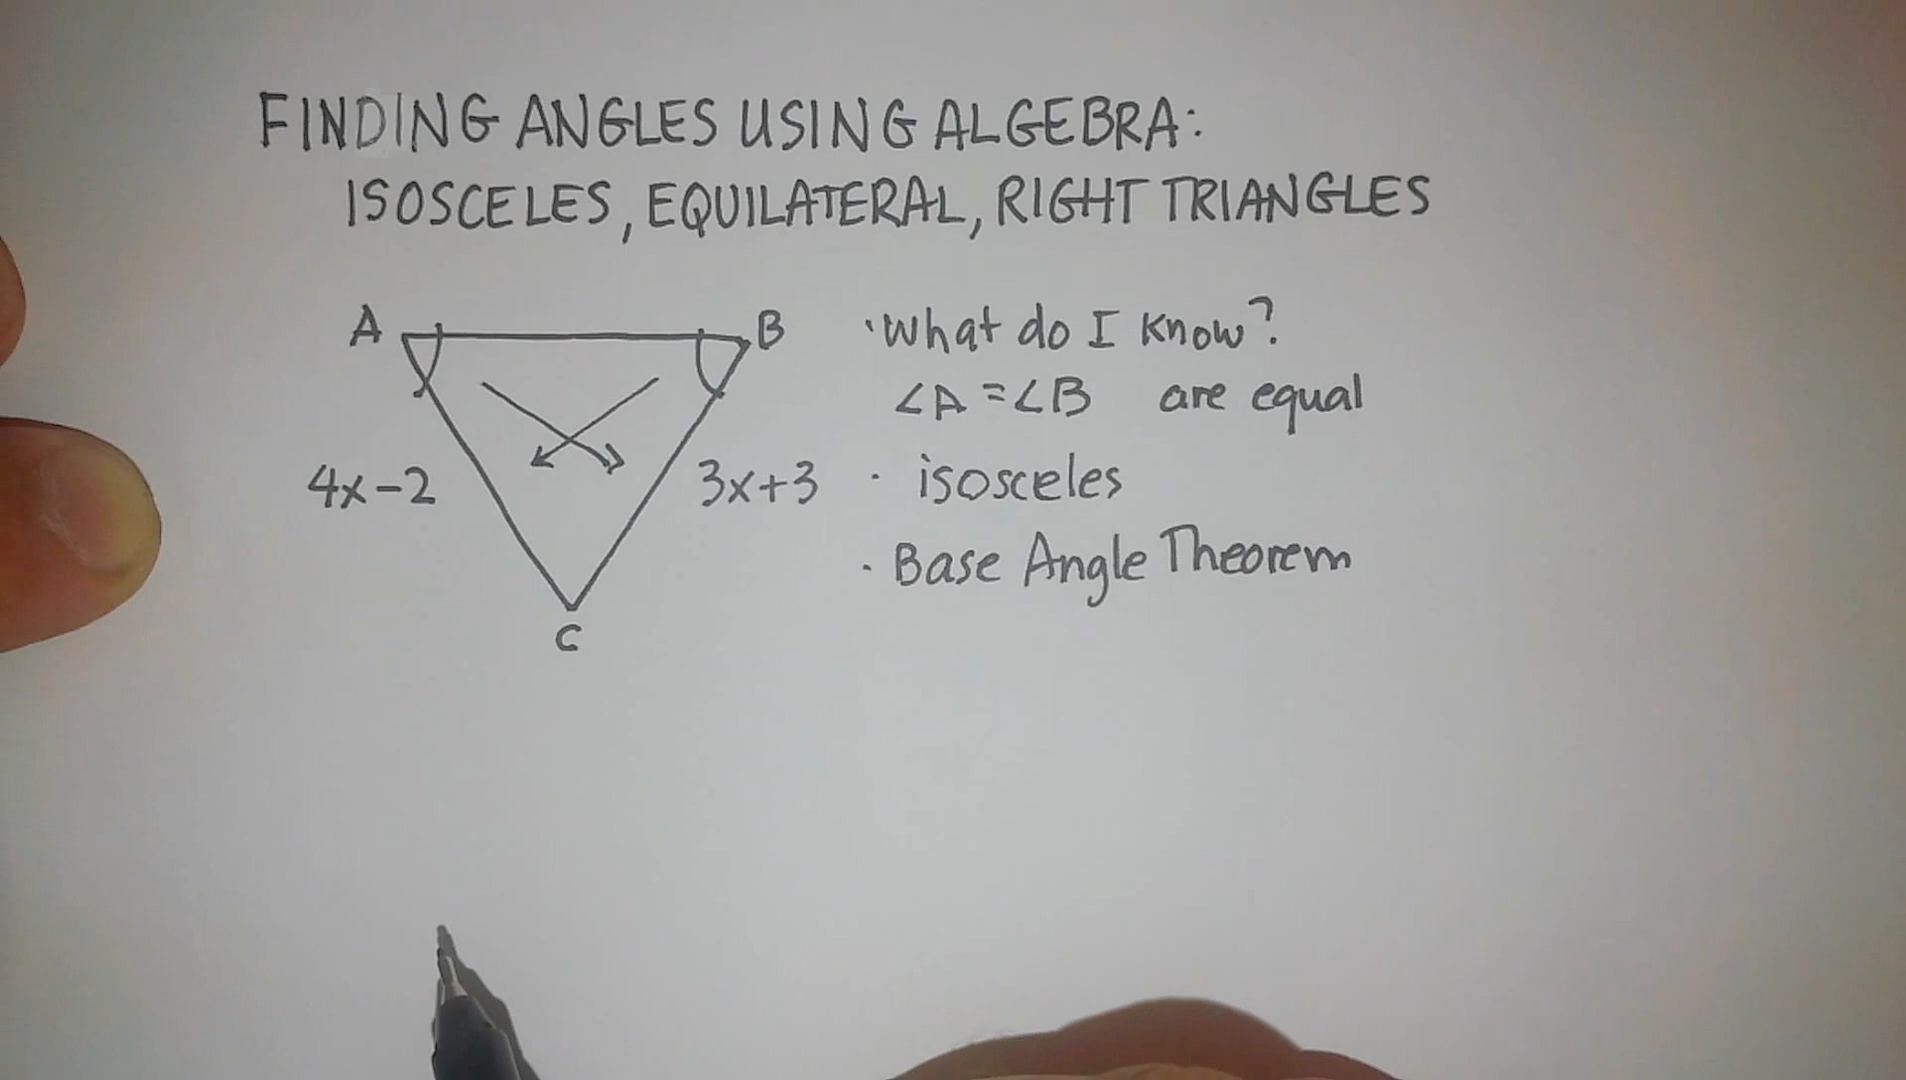 FINDING ANGLES USING ALGEBRA:
ISOSCELES, EQUILATERAL, RIGHT TRIANGLES
A
B
· What do I know?
∠A = ∠B are equal
4x-2
3x+3
· isosceles
· Base Angle Theorem
C